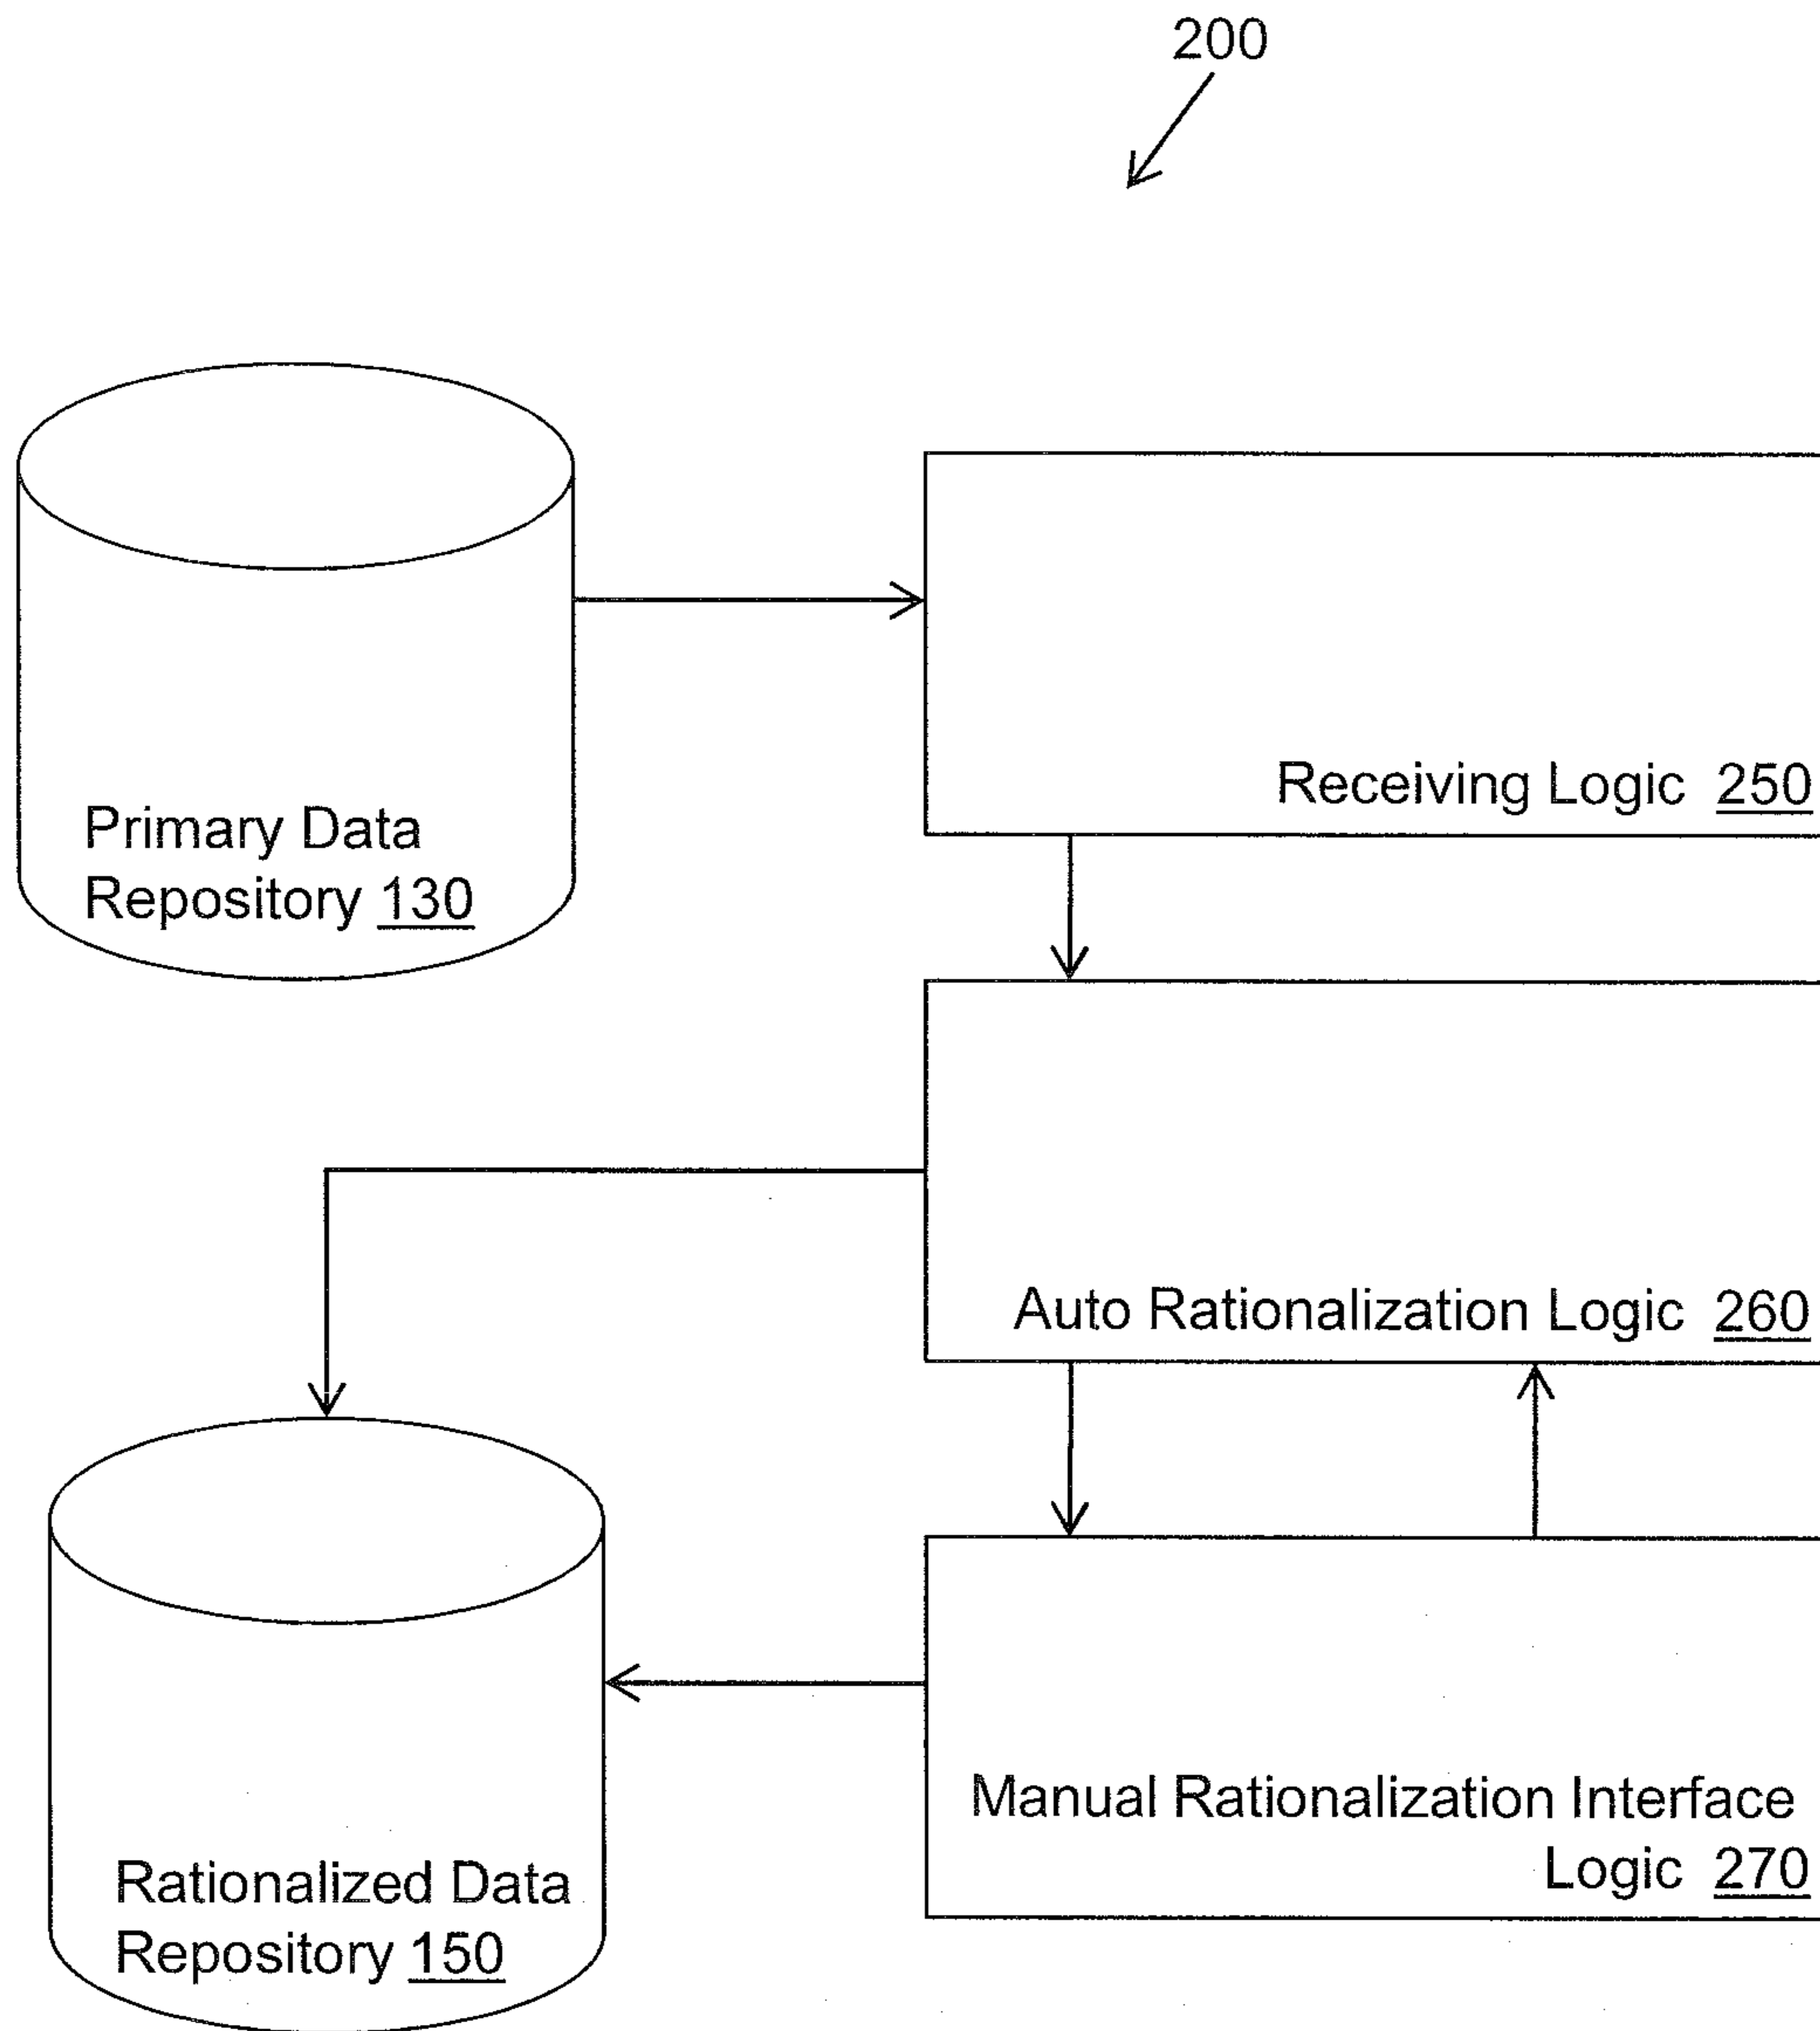 200
Receiving Logic 250
Primary Data
Repository 130
Auto Rationalization Logic 260
Manual Rationalization Interface
Logic 270
Rationalized Data
Repository 150